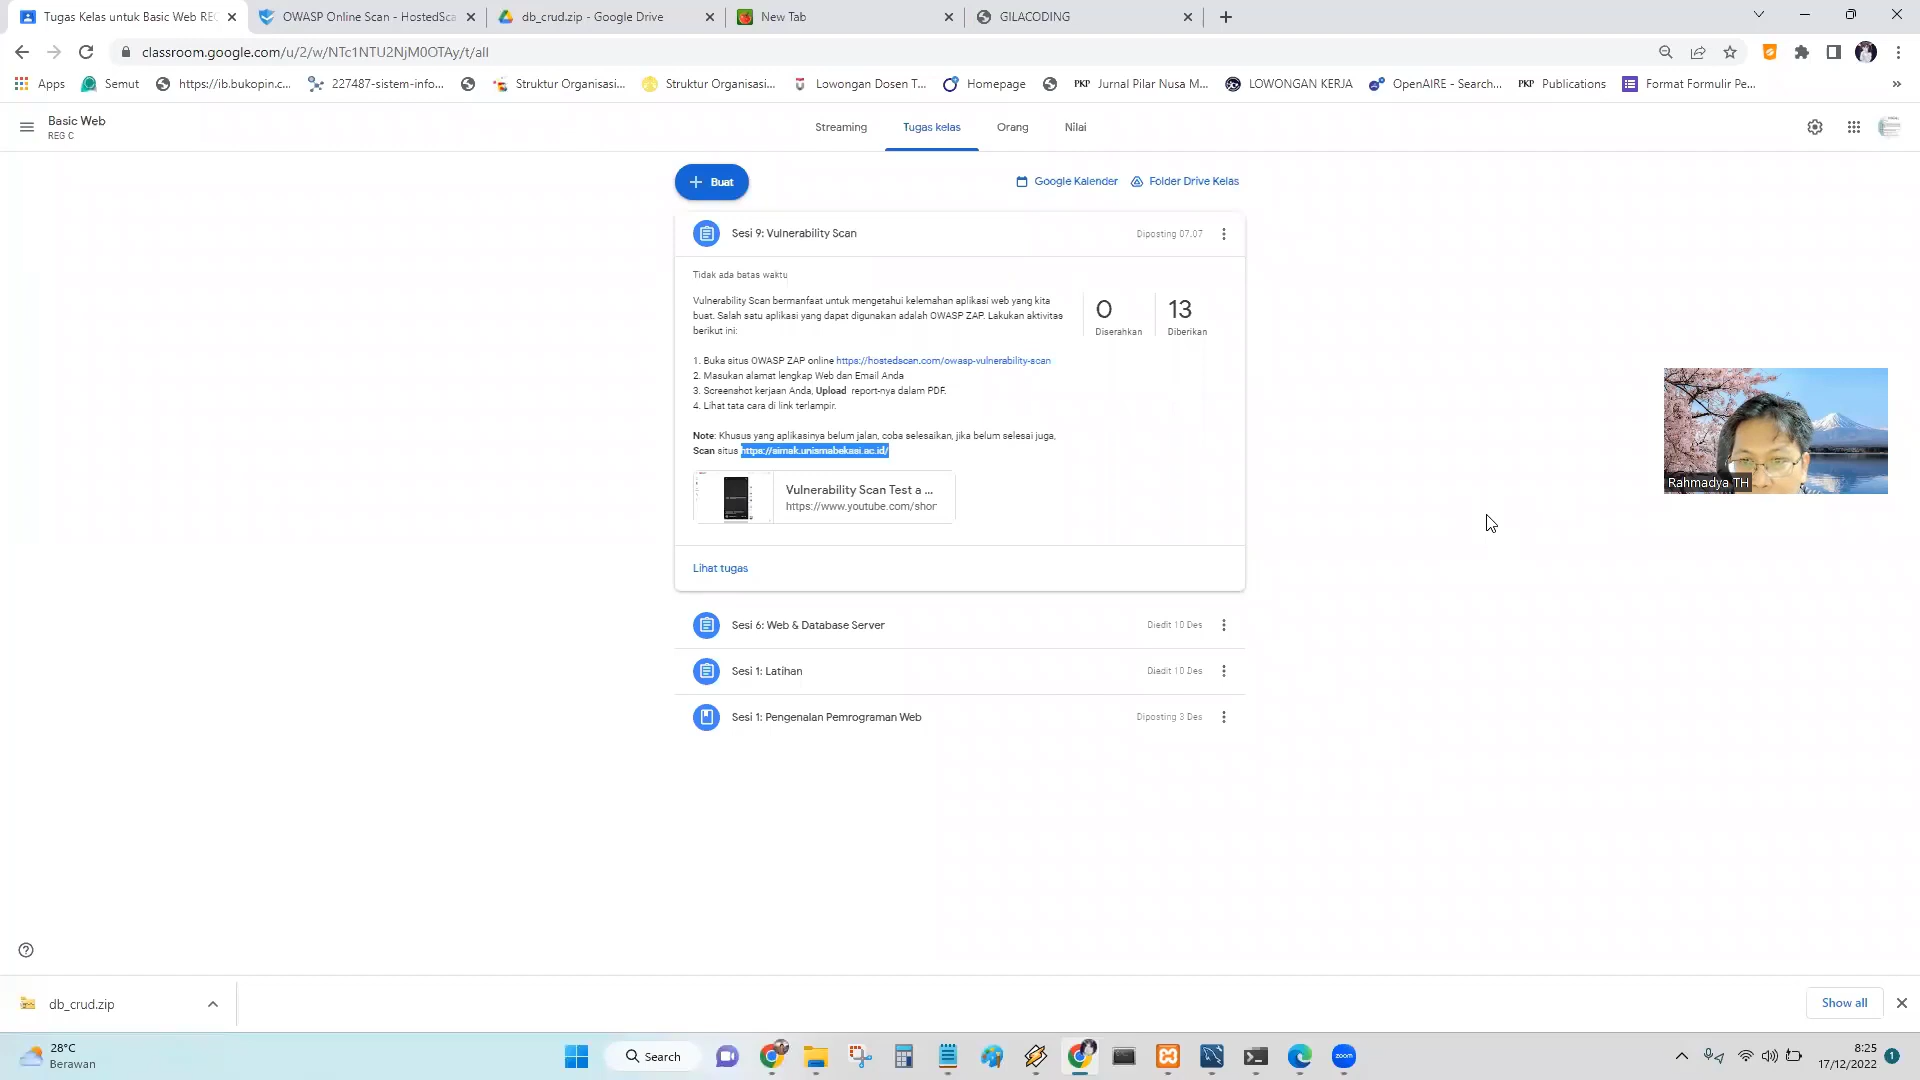 Tugas Kelas untuk Basic Web REG
OWASP Online Scan - HostedSca
db_crud.zip - Google Drive
New Tab
GILACODING
classroom.google.com/u/2/w/NTc1NTU2NjM0OTAy/t/all
Apps
Semut
https://ib.bukopin.c...
227487-sistem-info...
Struktur Organisasi...
Struktur Organisasi...
Lowongan Dosen T...
Homepage
PKP Jurnal Pilar Nusa M...
LOWONGAN KERJA
OpenAIRE - Search...
PKP Publications
Format Formulir Pe...
Basic Web
REG C
Streaming
Tugas kelas
Orang
Nilai
Buat
Google Kalender
Folder Drive Kelas
Sesi 9: Vulnerability Scan
Diposting 07.07
Tidak ada batas waktu
Vulnerability Scan bermanfaat untuk mengetahui kelemahan aplikasi web yang kita
buat. Salah satu aplikasi yang dapat digunakan adalah OWASP ZAP. Lakukan aktivitas
berikut ini:
0
Diserahkan
13
Diberikan
1. Buka situs OWASP ZAP online https://hostedscan.com/owasp-vulnerability-scan
2. Masukan alamat lengkap Web dan Email Anda
3. Screenshot kerjaan Anda, Upload report-nya dalam PDF.
4. Lihat tata cara di link terlampir.
Note: Khusus yang aplikasinya belum jalan, coba selesaikan, jika belum selesai juga,
Scan situs https://simak.unismabekasi.ac.id/
Vulnerability Scan Test a ...
https://www.youtube.com/shor
Lihat tugas
Sesi 6: Web & Database Server
Diedit 10 Des
Sesi 1: Latihan
Diedit 10 Des
Sesi 1: Pengenalan Pemrograman Web
Diposting 3 Des
Rahmadya TH
db_crud.zip
Show all
28°C
Berawan
Search
zoom
8:25
17/12/2022
1